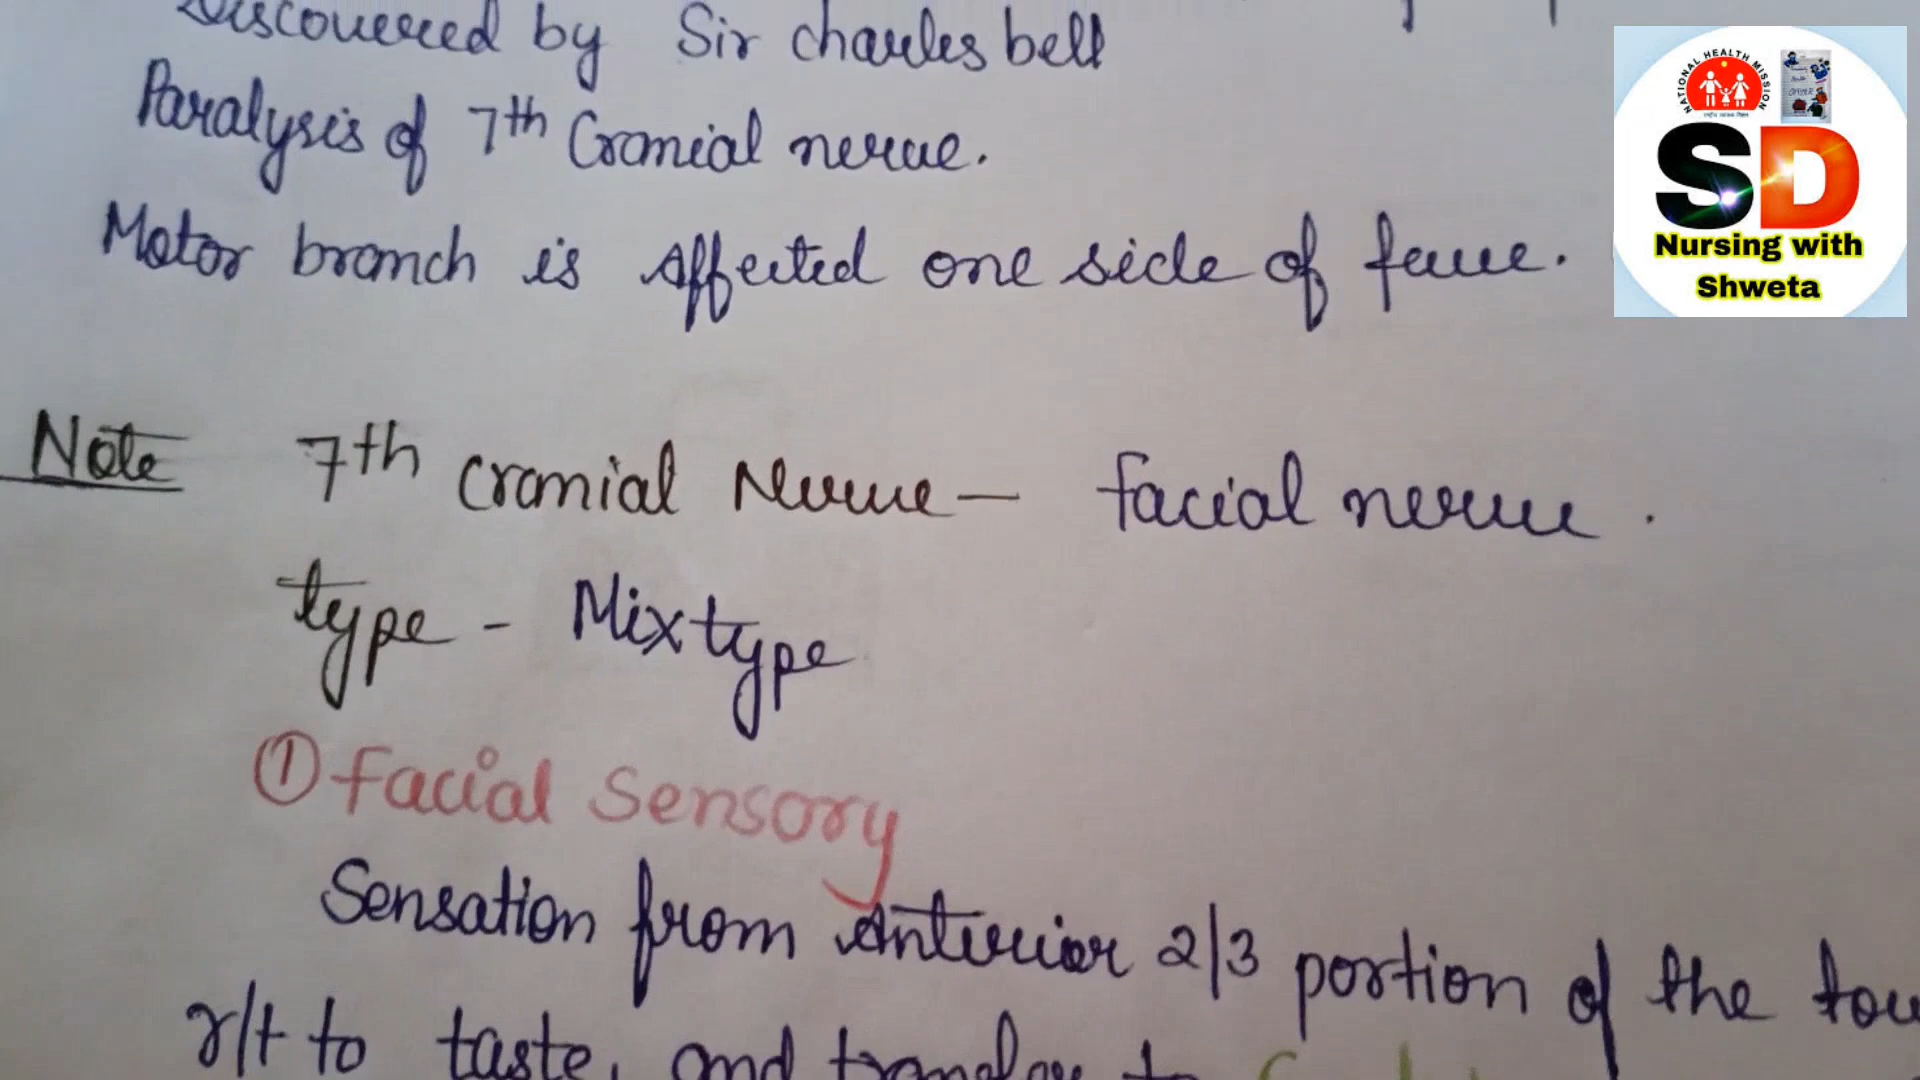 Discovered by Sir charles bell
Paralysis of 7th Cranial nerve.
Motor branch is Affected one side of face.
Note 7th cranial Nerve - facial nerve.
type - Mix type
① facial Sensory
Sensation from Anterior 2/3 portion of the
r/t to taste, and to
NATIONAL HEALTH MISSION
SD
Nursing with
Shweta